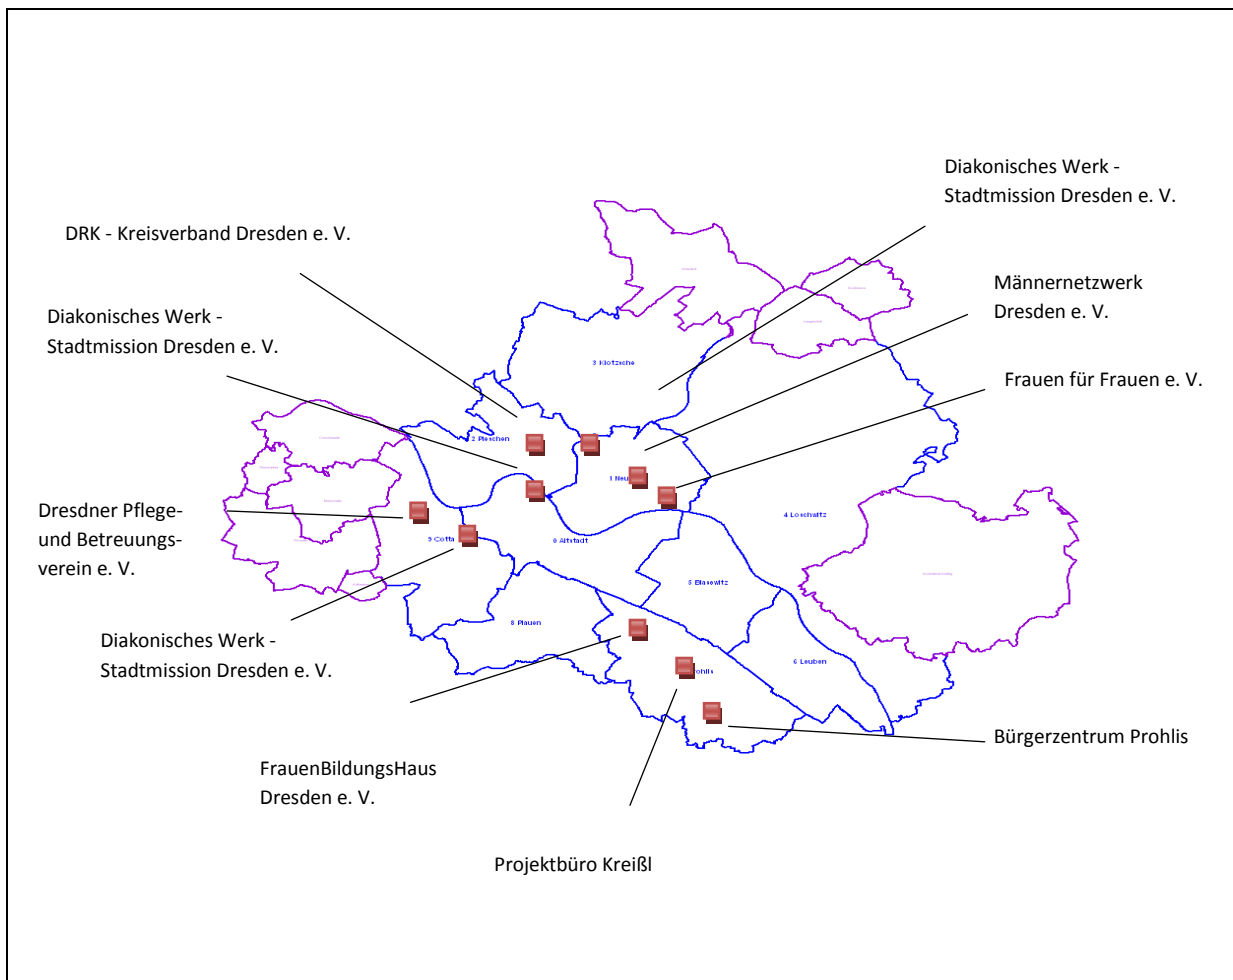 Diakonisches Werk -
Stadtmission Dresden e. V.
DRK - Kreisverband Dresden e. V.
Männernetzwerk
Dresden e. V.
Diakonisches Werk -
Stadtmission Dresden e. V.
3 Klotzsche
Frauen für Frauen e. V.
2 Pieschen
1 Neu
Dresdner Pflege-
und Betreuungs-
verein e. V.
4 Loschwitz
9 Cotta
0 Altstadt
5 Blasewitz
8 Plauen
Diakonisches Werk -
Stadtmission Dresden e. V.
6 Leuben
rohlis
Bürgerzentrum Prohlis
FrauenBildungsHaus
Dresden e. V.
Projektbüro Kreißl